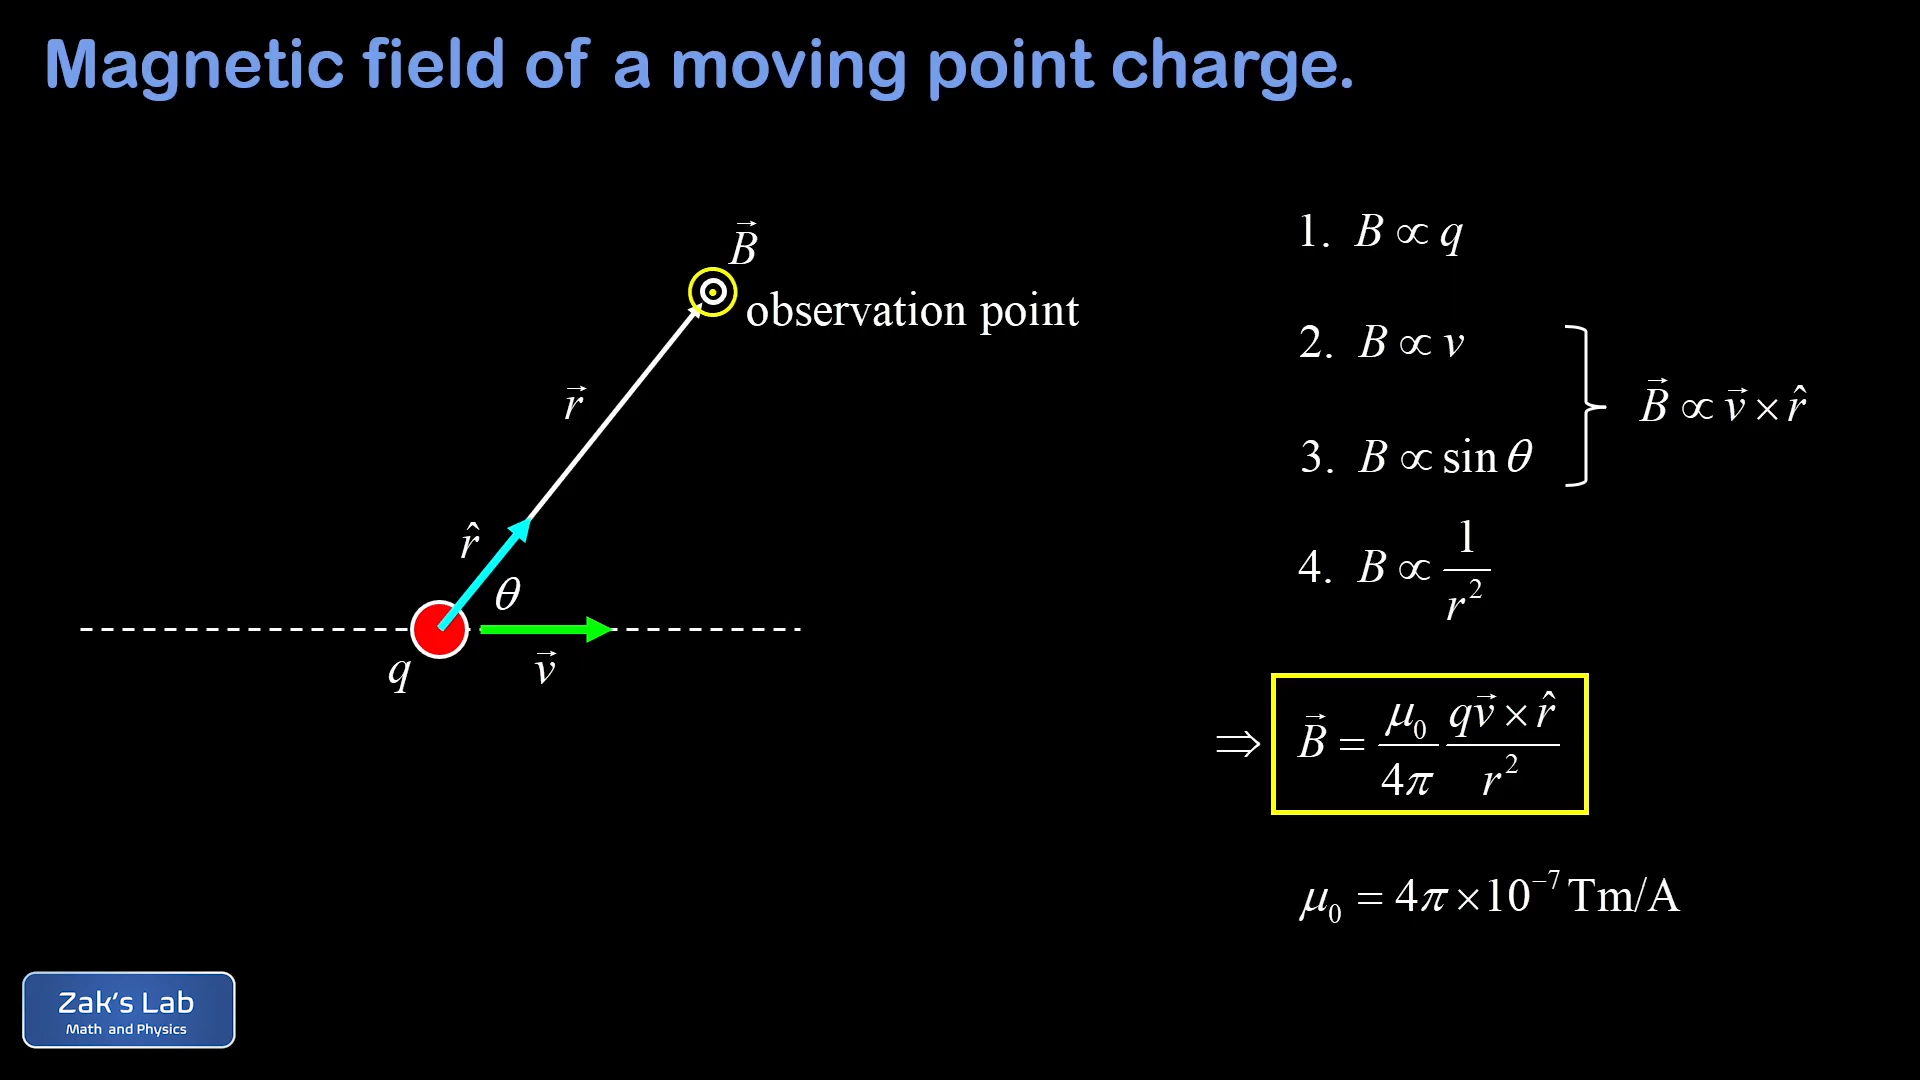 Magnetic field of a moving point charge.
B⃗
observation point
r⃗
r̂
θ
q
v⃗
1. B ∝ q
2. B ∝ v
3. B ∝ sin θ
B⃗ ∝ v⃗ × r̂
4. B ∝ 1/r²
⇒ B⃗ = μ₀/4π qv⃗ × r̂/r²
μ₀ = 4π × 10⁻⁷ Tm/A
Zak's Lab
Math and Physics